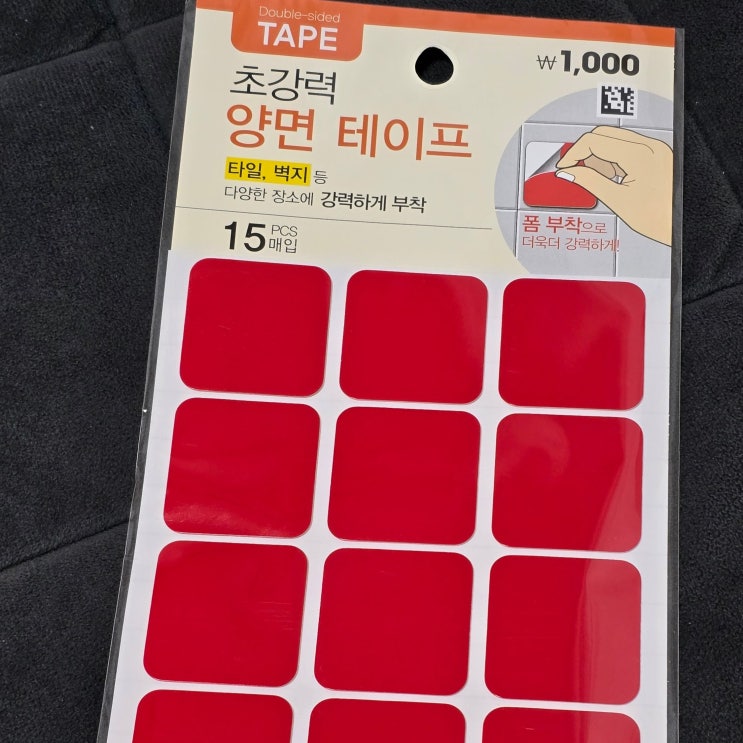 Double-sided
TAPE
₩1,000
초강력
양면 테이프
타일, 벽지 등
다양한 장소에 강력하게 부착
15 PCS
매입
폼 부착으로
더욱더 강력하게!